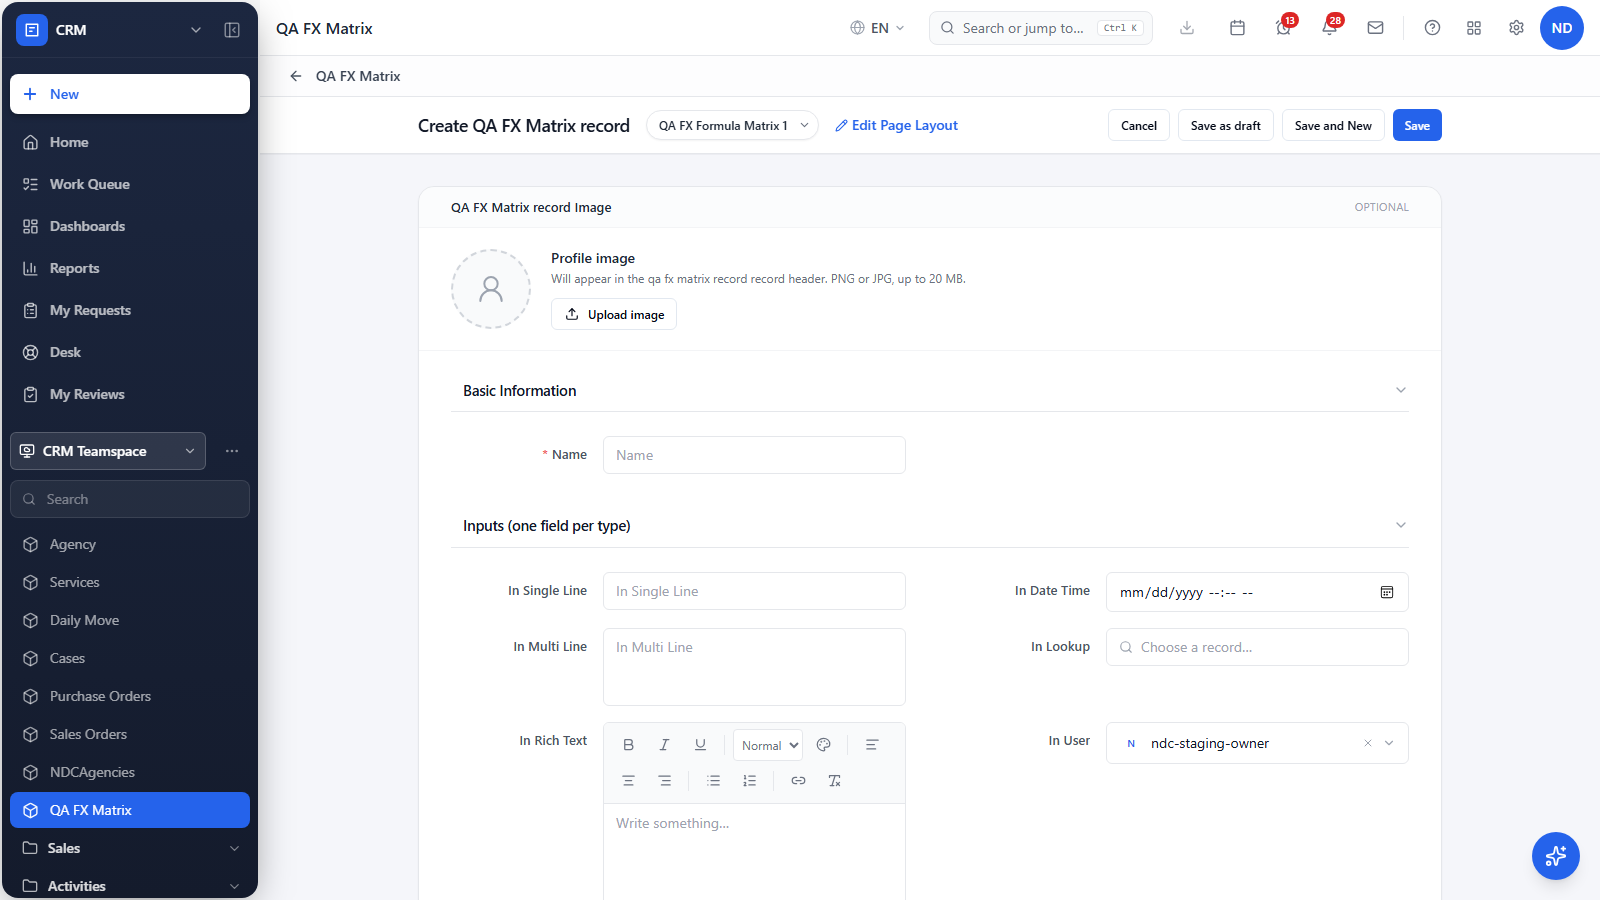 CRM
QA FX Matrix
EN
Search or jump to...
Ctrl K
13
28
ND
New
QA FX Matrix
Home
Work Queue
Dashboards
Reports
My Requests
Desk
My Reviews
CRM Teamspace
Search
Agency
Services
Daily Move
Cases
Purchase Orders
Sales Orders
NDCAgencies
QA FX Matrix
Sales
Activities
Create QA FX Matrix record
QA FX Formula Matrix 1
Edit Page Layout
Cancel
Save as draft
Save and New
Save
QA FX Matrix record Image
OPTIONAL
Profile image
Will appear in the qa fx matrix record record header. PNG or JPG, up to 20 MB.
Upload image
Basic Information
* Name
Name
Inputs (one field per type)
In Single Line
In Single Line
In Date Time
mm/dd/yyyy --:-- --
In Multi Line
In Multi Line
In Lookup
Choose a record...
In Rich Text
B I U Normal
Write something...
In User
N ndc-staging-owner